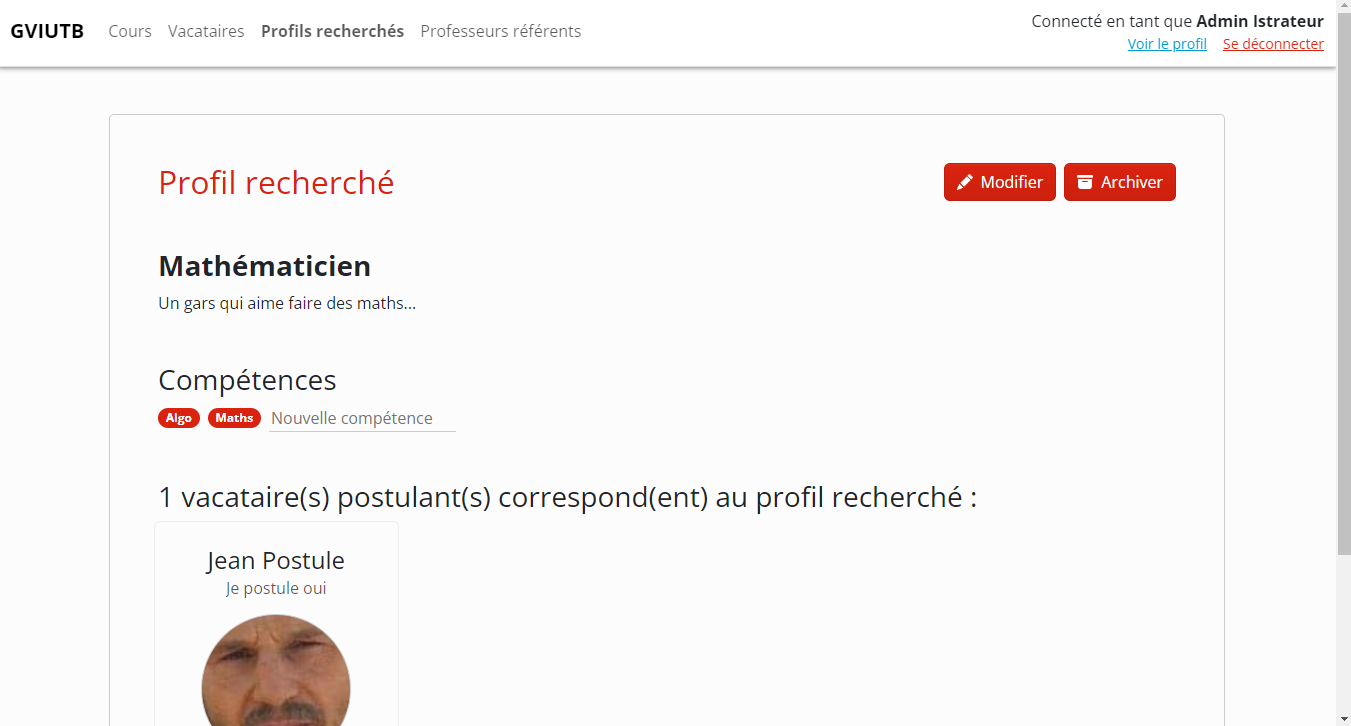 GVIUTB Cours Vacataires Profils recherchés Professeurs référents Connecté en tant que Admin Istrateur
Voir le profil Se déconnecter
Profil recherché Modifier Archiver
Mathématicien
Un gars qui aime faire des maths...
Compétences
Algo Maths Nouvelle compétence
1 vacataire(s) postulant(s) correspond(ent) au profil recherché :
Jean Postule
Je postule oui